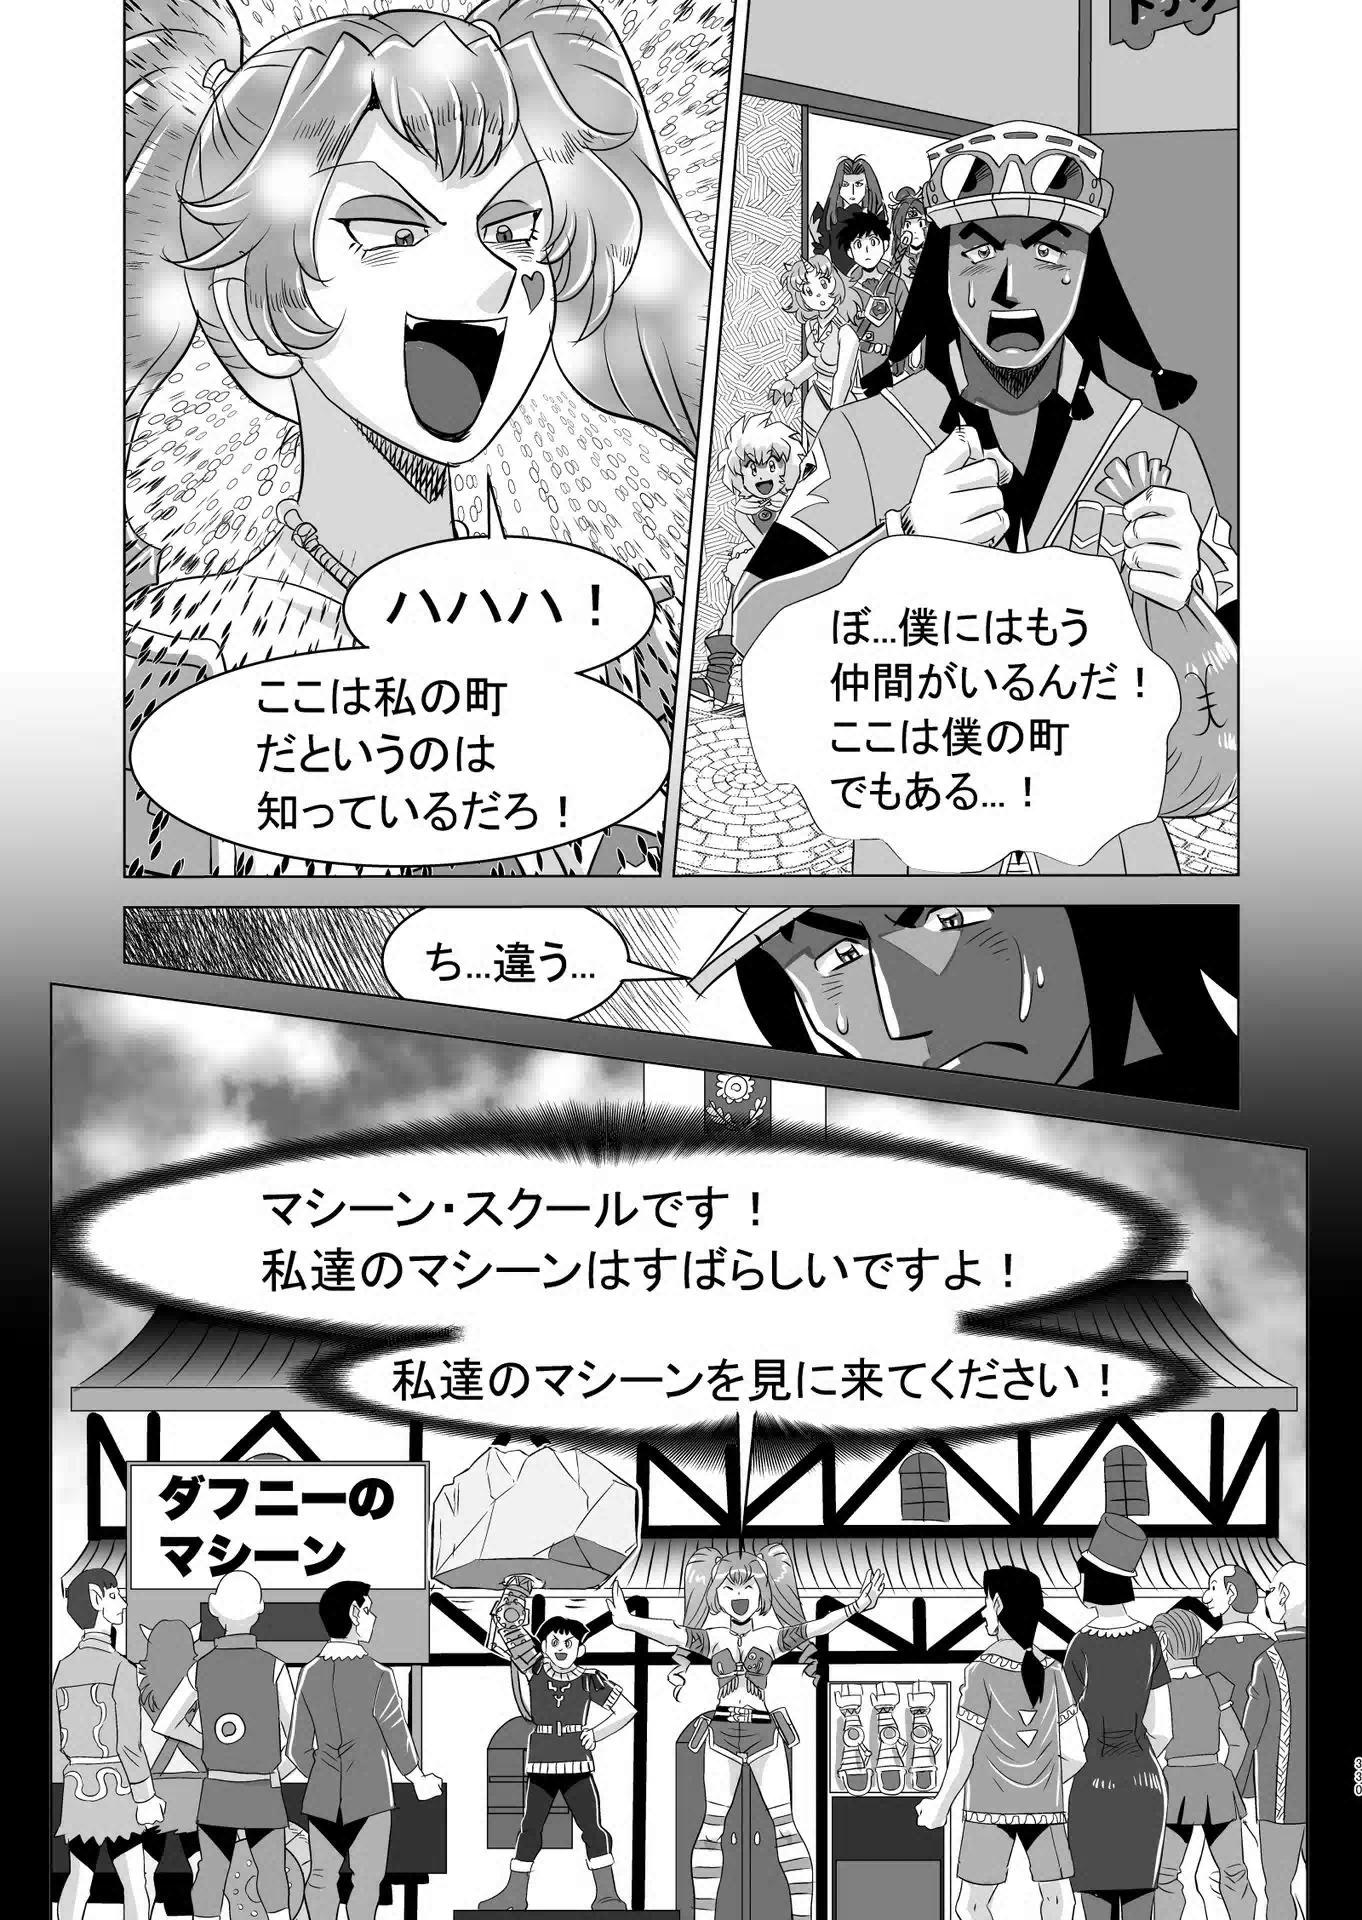 ぼ…僕にはもう
仲間がいるんだ！
ここは僕の町
でもある…！
ハハハ！
ここは私の町
だというのは
知っているだろ！
ち…違う…
マシーン・スクールです！
私達のマシーンはすばらしいですよ！
私達のマシーンを見に来てください！
ダフニーの
マシーン
330